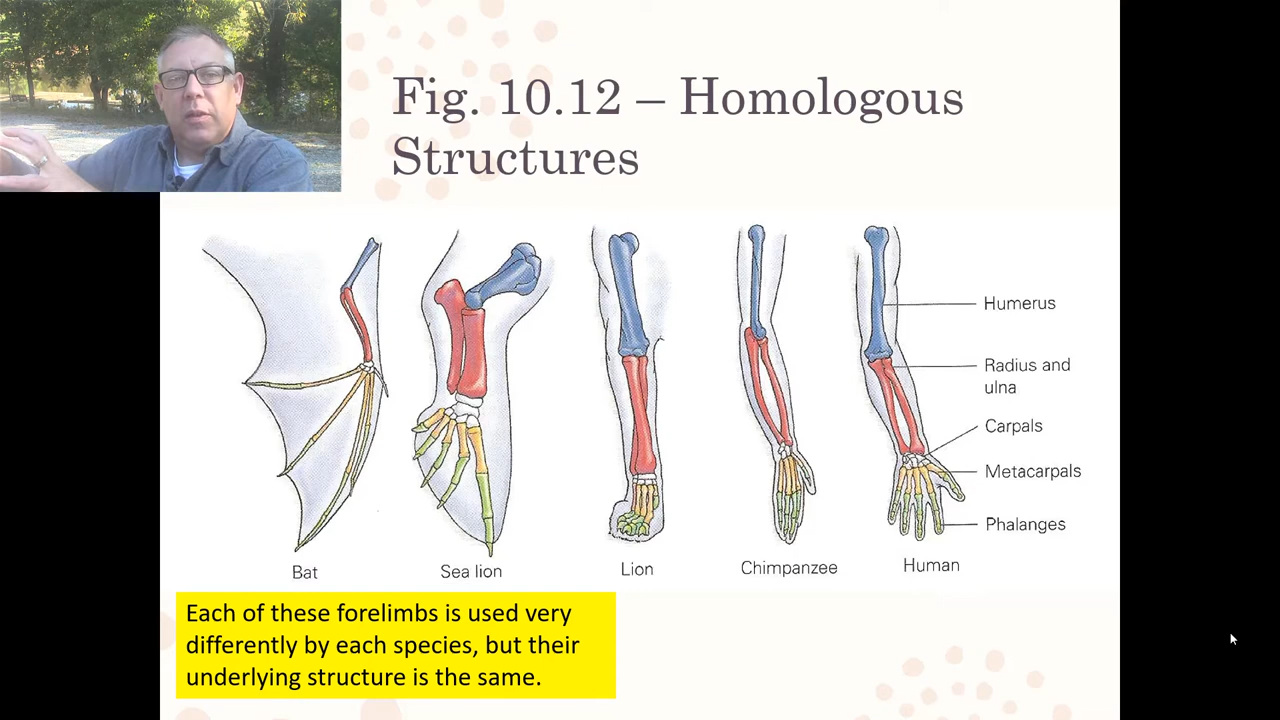 Fig. 10.12 – Homologous
Structures
Humerus
Radius and
ulna
Carpals
Metacarpals
Phalanges
Bat
Sea lion
Lion
Chimpanzee
Human
Each of these forelimbs is used very
differently by each species, but their
underlying structure is the same.